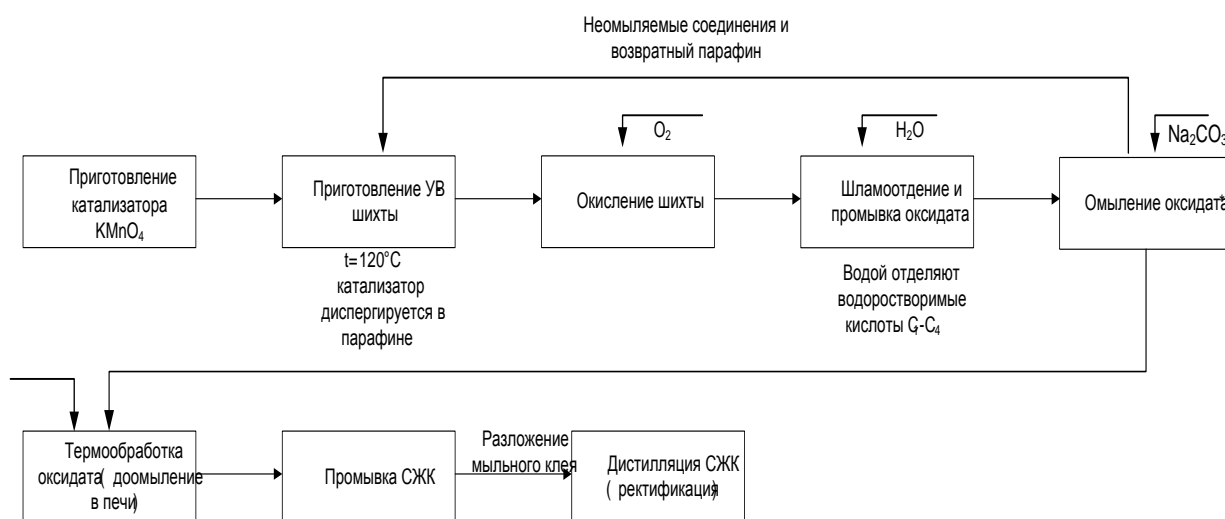 Неомыляемые соединения и
возвратный парафин
O₂
H₂O
Na₂CO₃
Приготовление
катализатора
KMnO₄
Приготовление УВ
шихты
Окисление шихты
Шламоотдение и
промывка оксидата
Омыление оксидата
t=120°C
катализатор
диспергируется в
парафине
Водой отделяют
водоростворимые
кислоты C₁-C₄
Термообработка
оксидата( доомыление
в печи)
Промывка СЖК
Разложение
мыльного клея
Дистилляция СЖК
( ректификация)